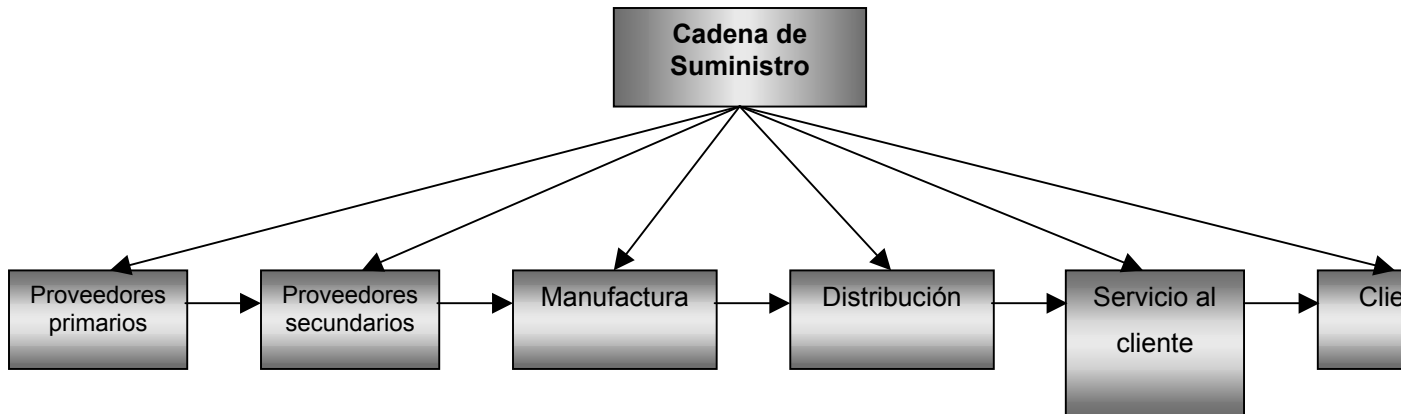 Cadena de
Suministro
Proveedores
primarios
Proveedores
secundarios
Manufactura
Distribución
Servicio al
cliente